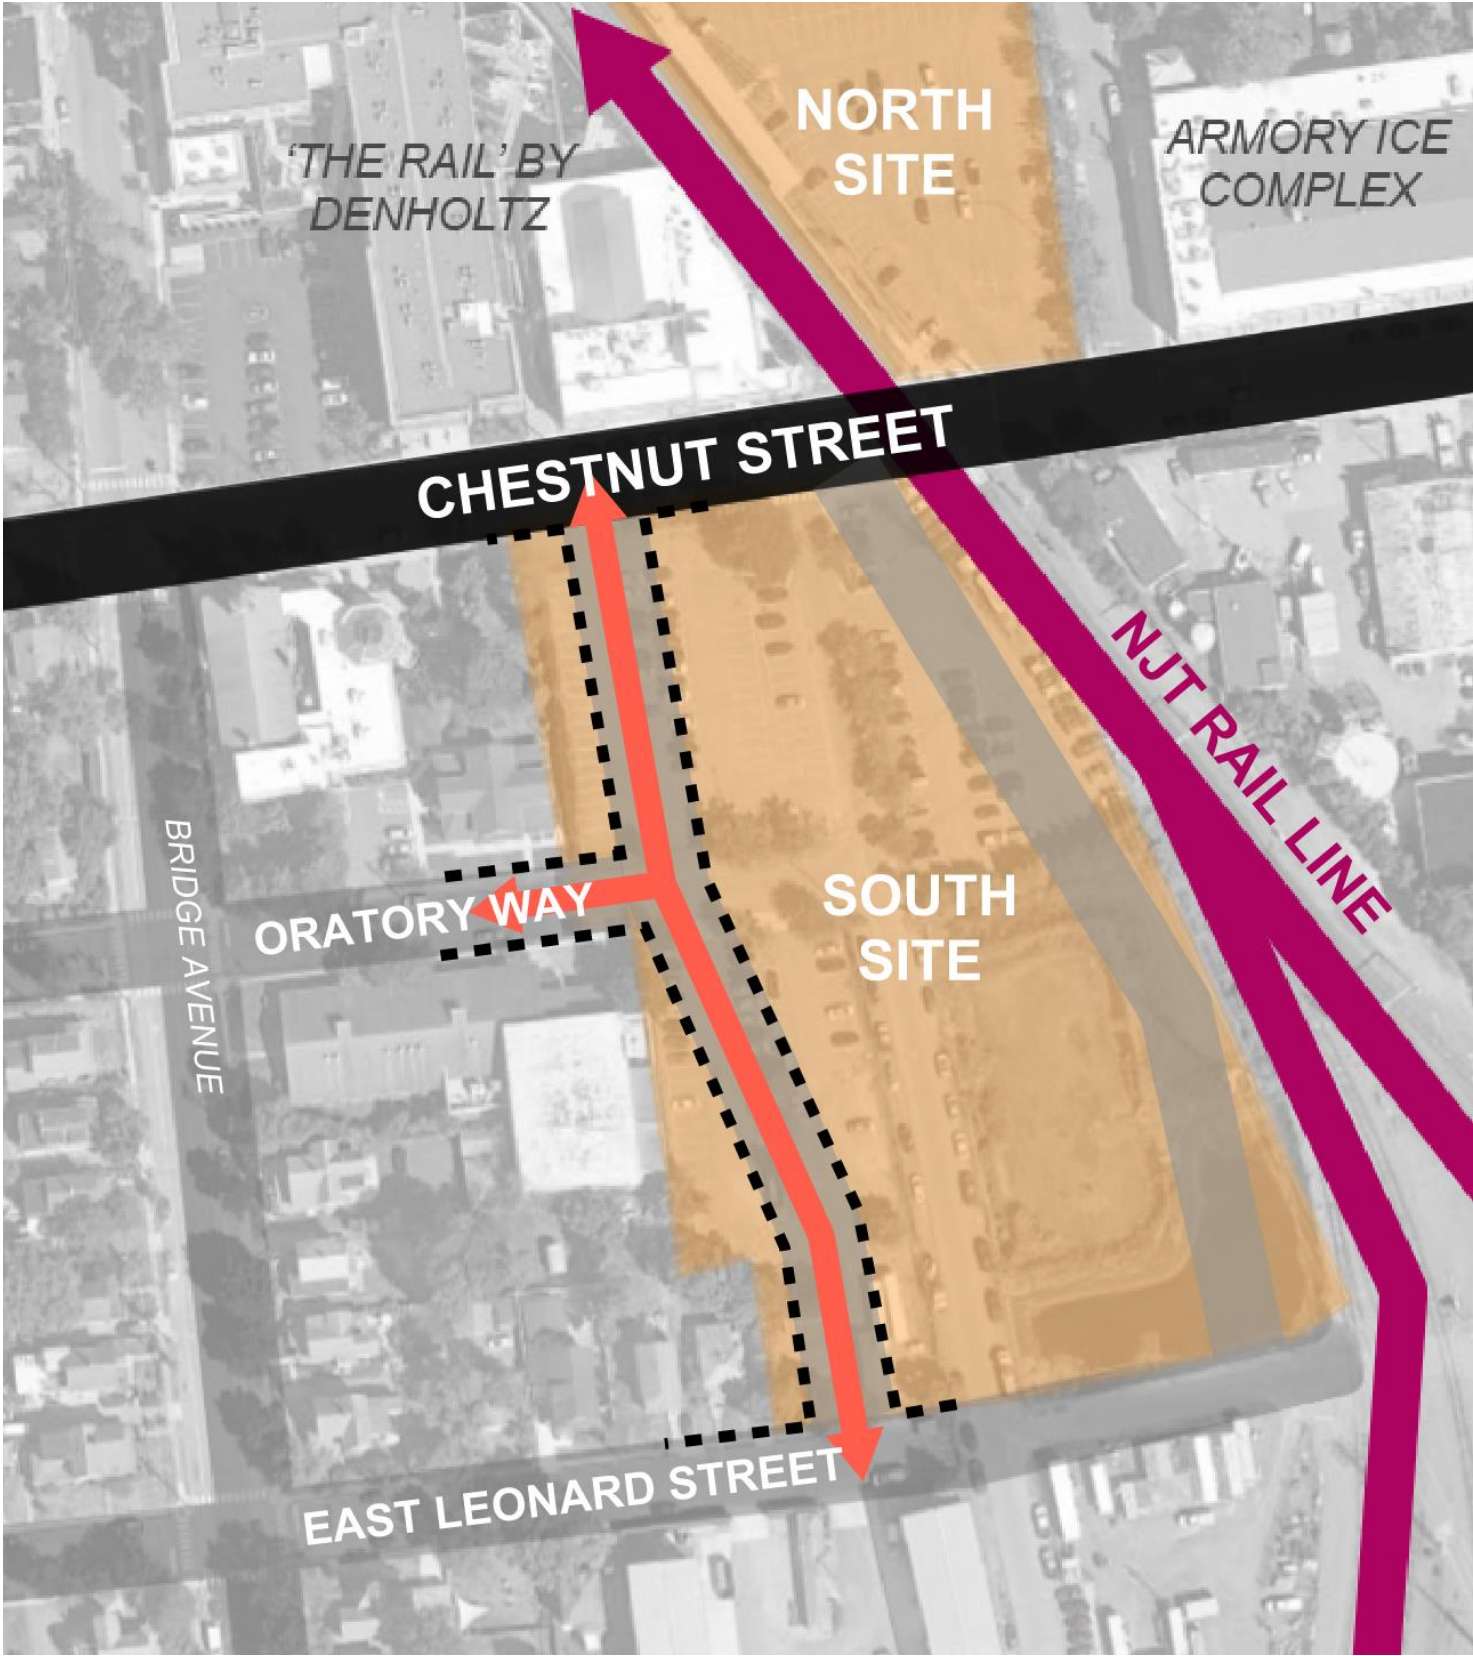 NORTH
SITE
ARMORY ICE
COMPLEX
‘THE RAIL’ BY
DENHOLTZ
CHESTNUT STREET
NJT RAIL LINE
BRIDGE AVENUE
ORATORY WAY
SOUTH
SITE
EAST LEONARD STREET